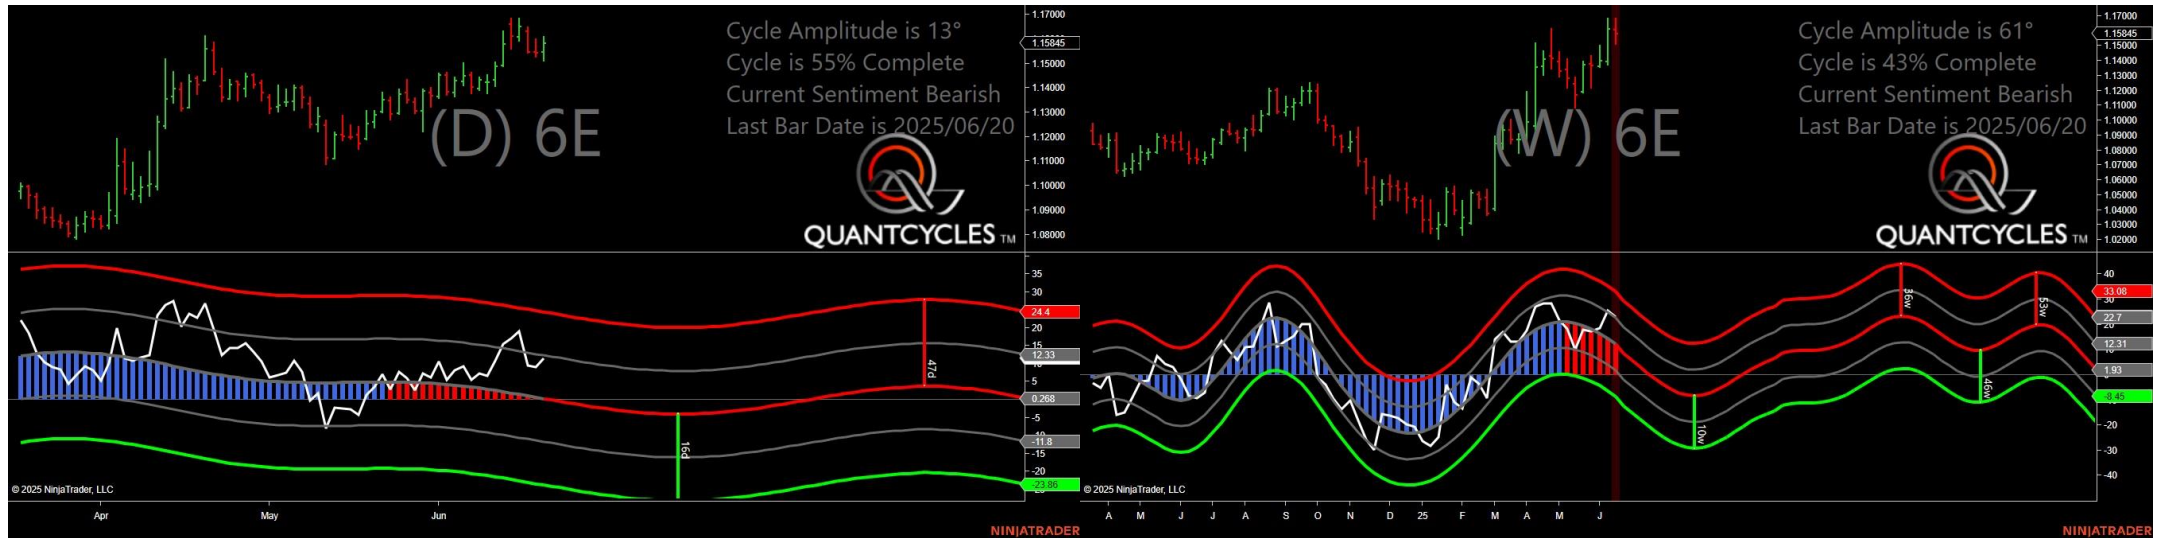 Cycle Amplitude is 13°
Cycle is 55% Complete
Current Sentiment Bearish
Last Bar Date is 2025/06/20
(D) 6E
QUANTCYCLES TM
1.17000
1.15845
1.15000
1.14000
1.13000
1.12000
1.11000
1.10000
1.09000
1.08000
35
30
24.4
20
15
12.33
5
0.268
-5
-11.8
-15
-20
-23.86
47d
16d
© 2025 NinjaTrader, LLC
Apr
May
Jun
NINJATRADER
Cycle Amplitude is 61°
Cycle is 43% Complete
Current Sentiment Bearish
Last Bar Date is 2025/06/20
(W) 6E
QUANTCYCLES TM
1.17000
1.15845
1.15000
1.14000
1.13000
1.12000
1.11000
1.10000
1.09000
1.08000
1.07000
1.06000
1.05000
1.04000
1.03000
1.02000
40
33.08
30
22.7
12.31
1.93
-8.45
-20
-30
-40
36w
53w
46w
10w
© 2025 NinjaTrader, LLC
A
M
J
J
A
S
O
N
D
25
F
M
A
M
J
NINJATRADER